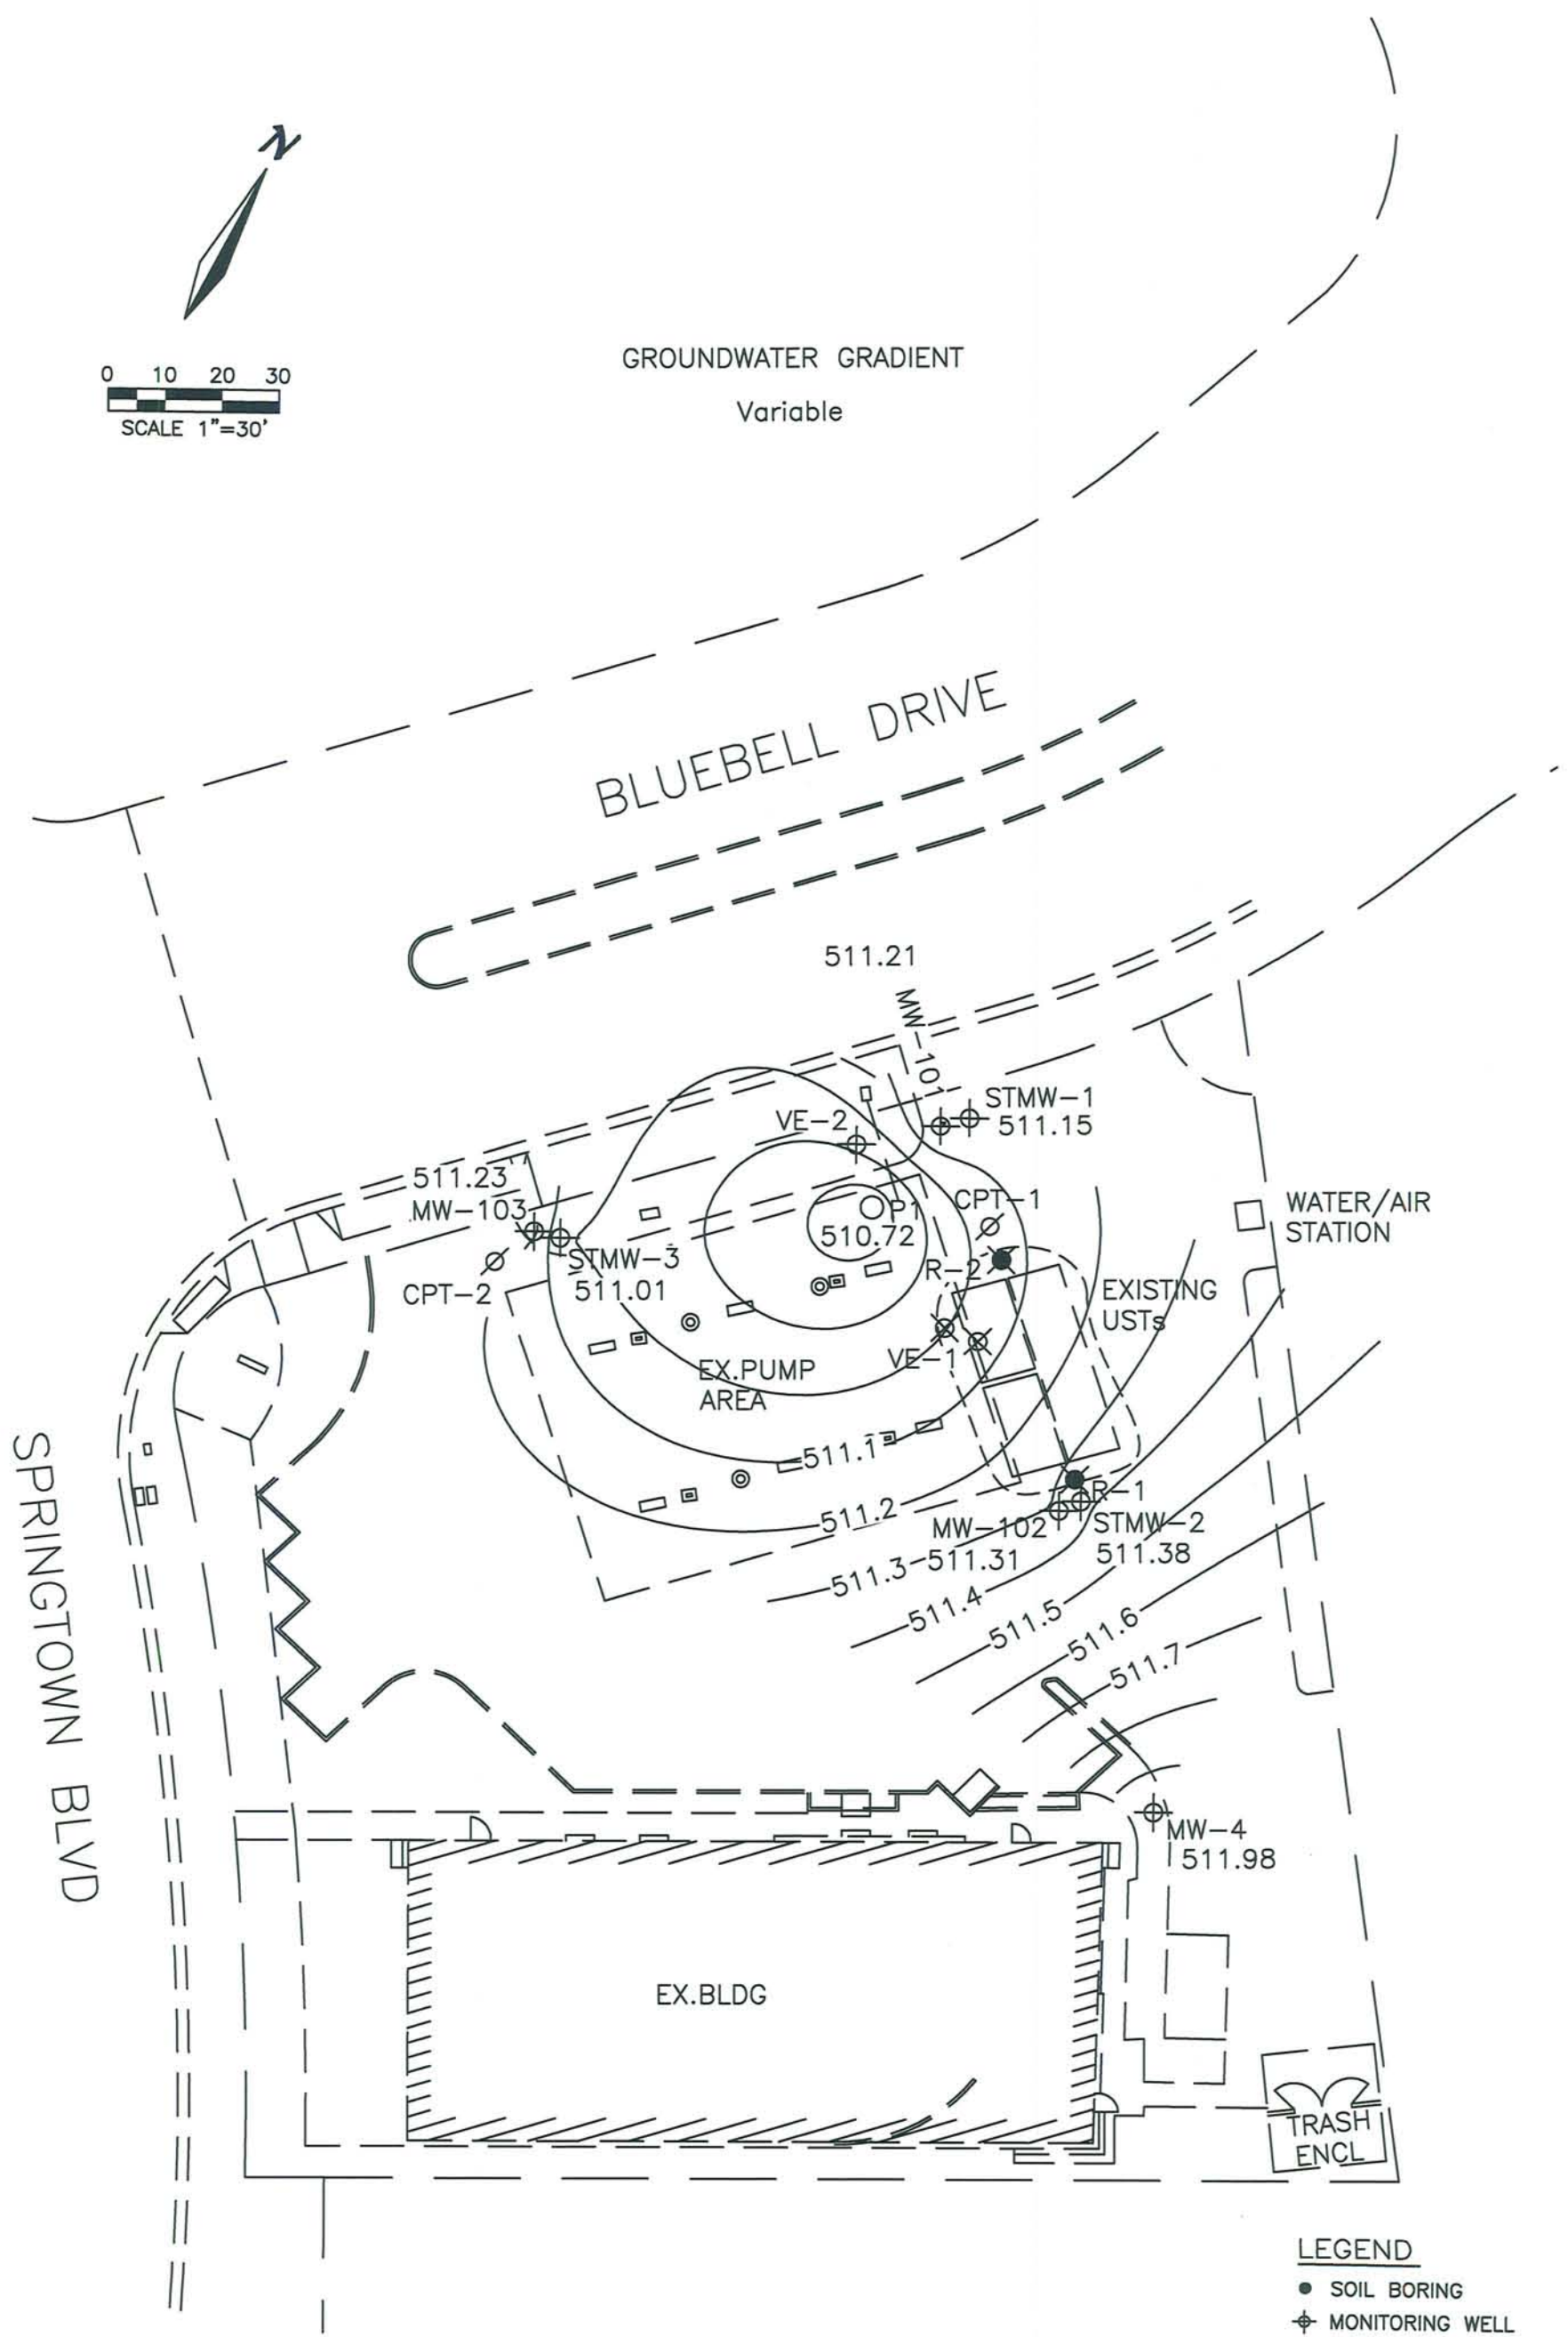 N
0 10 20 30
SCALE 1"=30'
GROUNDWATER GRADIENT
Variable
BLUEBELL DRIVE
511.21
MW-101
STMW-1
511.15
VE-2
511.23
MW-103
STMW-3
511.01
CPT-2
P1
510.72
CPT-1
R-2
WATER/AIR
STATION
EXISTING
USTs
VE-1
EX.PUMP
AREA
511.1
511.2
R-1
MW-102
511.31
STMW-2
511.38
511.3
511.4
511.5
511.6
511.7
SPRINGTOWN BLVD
MW-4
511.98
EX.BLDG
TRASH
ENCL
LEGEND
SOIL BORING
MONITORING WELL